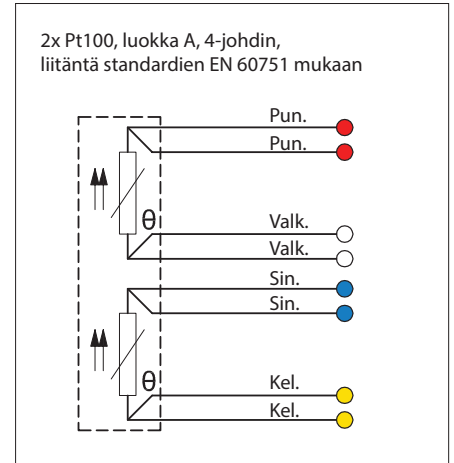 2x Pt100, luokka A, 4-johdin,
liitäntä standardien EN 60751 mukaan
Pun.
Pun.
θ
Valk.
Valk.
Sin.
Sin.
θ
Kel.
Kel.